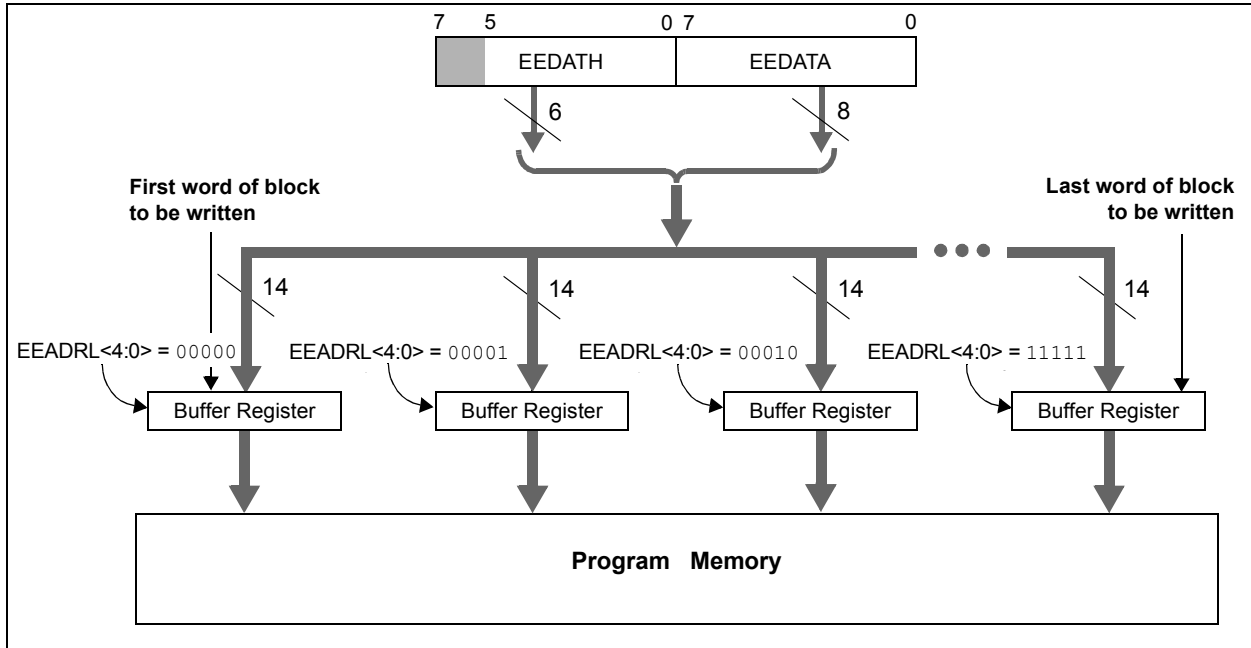 7 5 0 7 0
EEDATH EEDATA
6 8
First word of block
to be written
Last word of block
to be written
14 14 14 14
EEADRL<4:0> = 00000 EEADRL<4:0> = 00001 EEADRL<4:0> = 00010 EEADRL<4:0> = 11111
Buffer Register Buffer Register Buffer Register Buffer Register
Program Memory